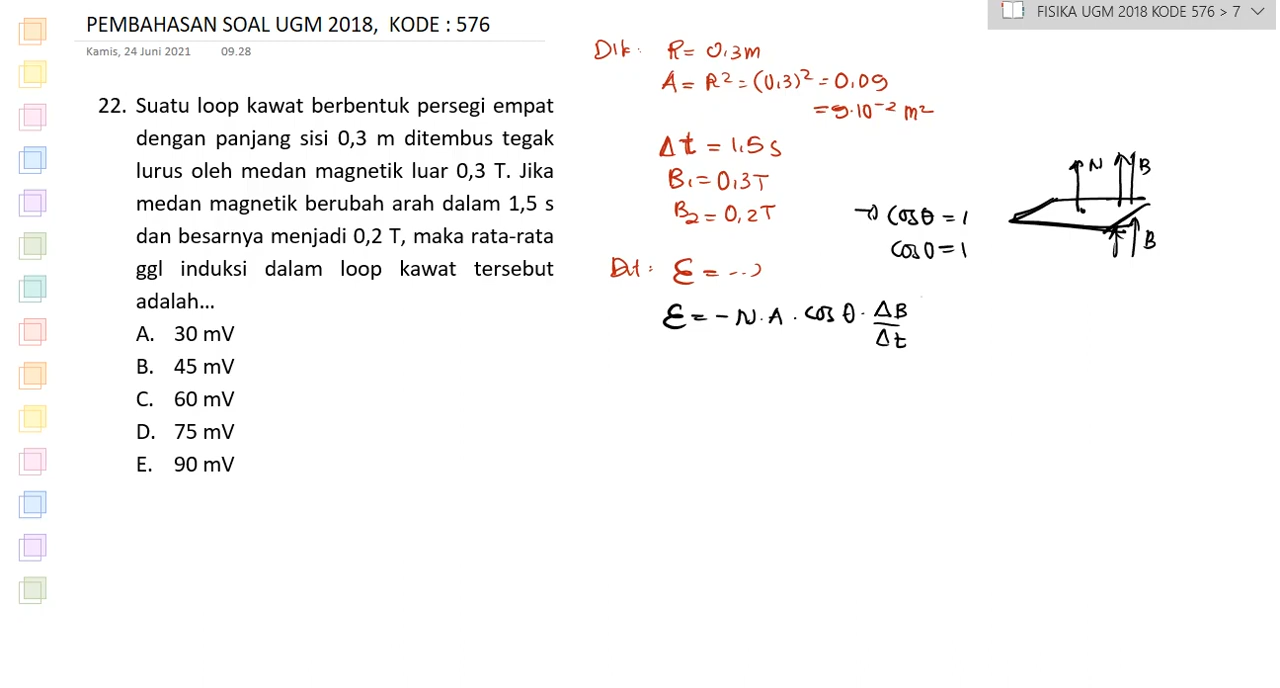 FISIKA UGM 2018 KODE 576 > 7
PEMBAHASAN SOAL UGM 2018, KODE : 576
Kamis, 24 Juni 2021 09.28
22. Suatu loop kawat berbentuk persegi empat
dengan panjang sisi 0,3 m ditembus tegak
lurus oleh medan magnetik luar 0,3 T. Jika
medan magnetik berubah arah dalam 1,5 s
dan besarnya menjadi 0,2 T, maka rata-rata
ggl induksi dalam loop kawat tersebut
adalah...
A. 30 mV
B. 45 mV
C. 60 mV
D. 75 mV
E. 90 mV
Dik: R = 0,3 m
A = R² = (0,3)² = 0,09
= 9.10⁻² m²
Δt = 1,5 s
B₁ = 0,3T
B₂ = 0,2T
→ cos θ = 1
cos 0 = 1
N B
B
Dit: ε = ...?
ε = - N. A . cos θ . ΔB
Δt